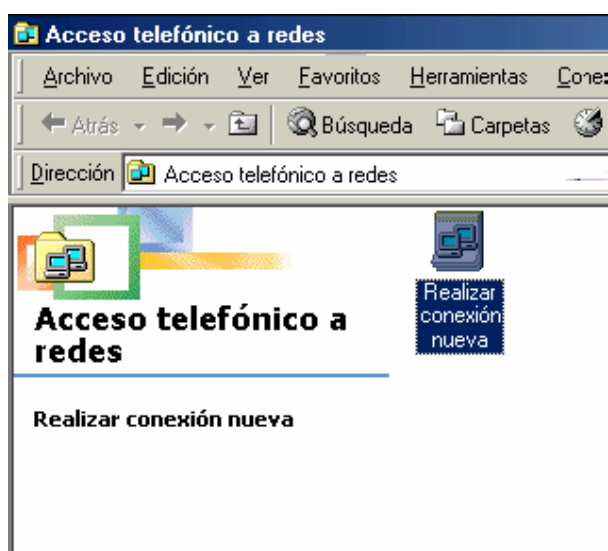 Acceso telefónico a redes
Archivo Edición Ver Favoritos Herramientas
Atrás Búsqueda Carpetas
Dirección Acceso telefónico a redes
Realizar
conexión
nueva
Acceso telefónico a
redes
Realizar conexión nueva